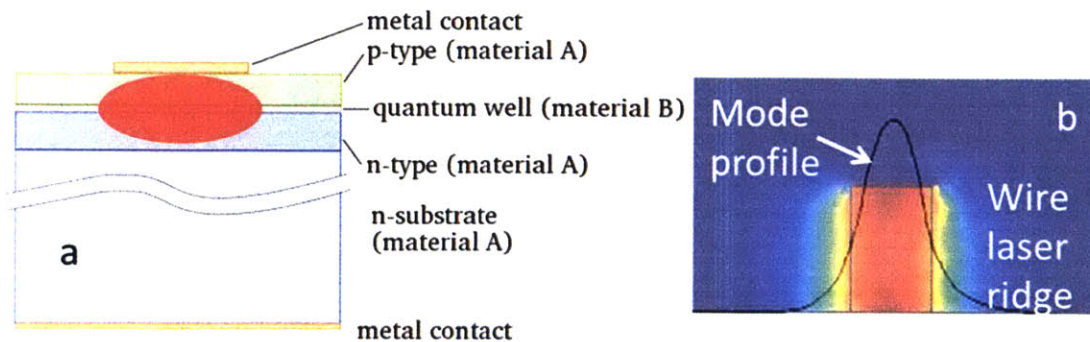 metal contact
p-type (material A)
quantum well (material B)
n-type (material A)
n-substrate
(material A)
a
metal contact
Mode
profile
b
Wire
laser
ridge